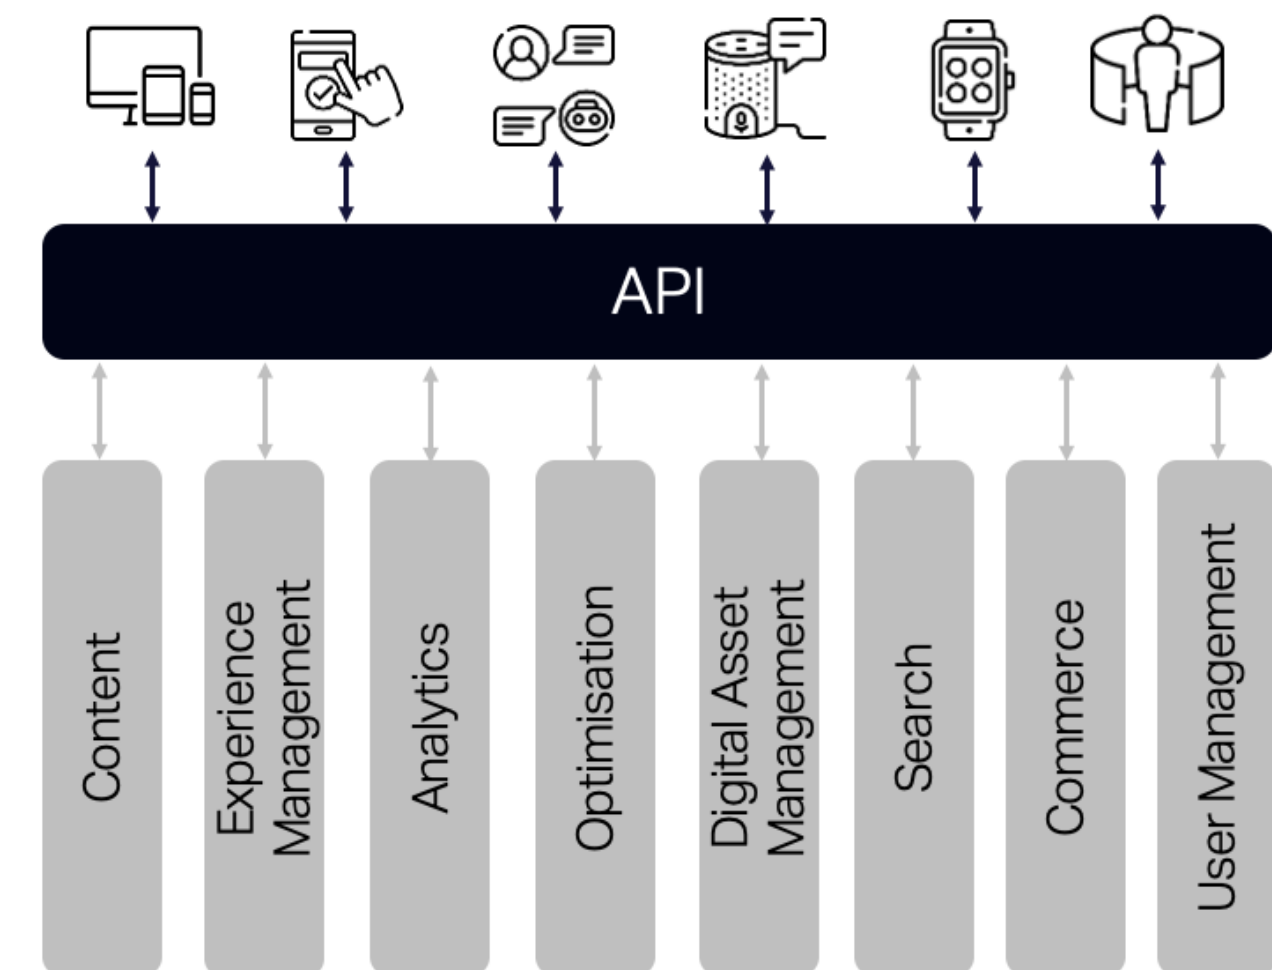 API
Content
Experience
Management
Analytics
Optimisation
Digital Asset
Management
Search
Commerce
User Management